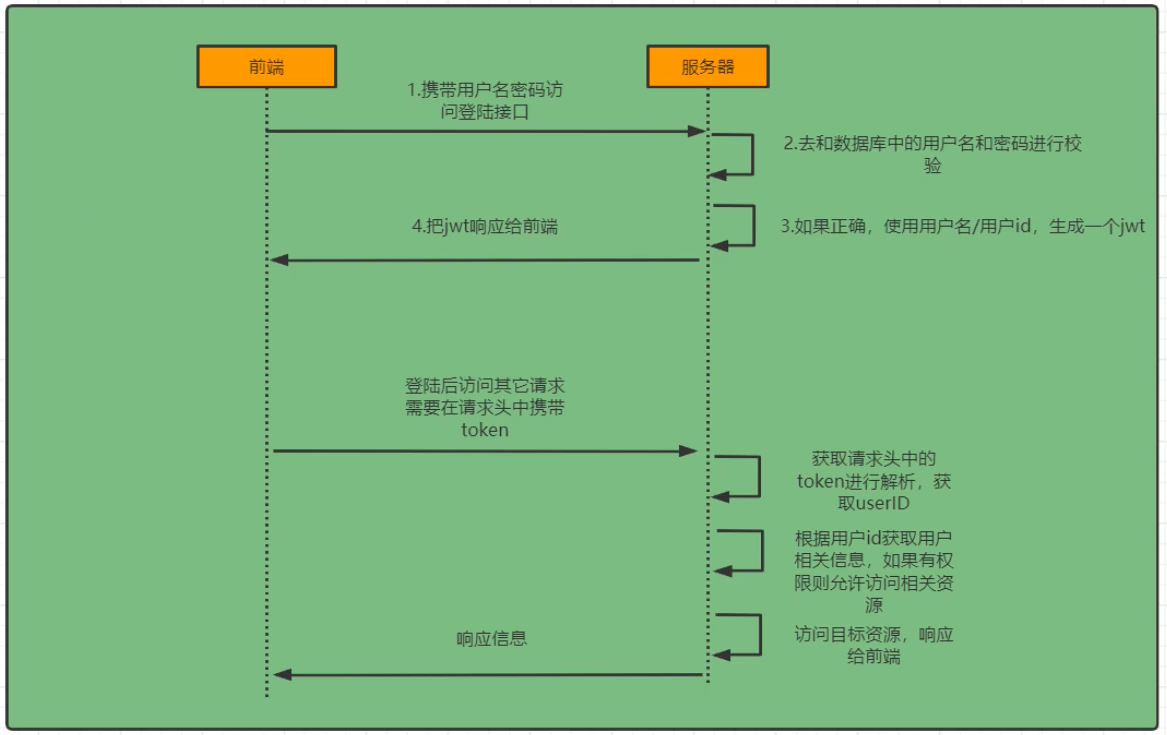 前端
服务器
1.携带用户名密码访
问登陆接口
2.去和数据库中的用户名和密码进行校
验
3.如果正确，使用用户名/用户id，生成一个jwt
4.把jwt响应给前端
登陆后访问其它请求
需要在请求头中携带
token
获取请求头中的
token进行解析，获
取userID
根据用户id获取用户
相关信息，如果有权
限则允许访问相关资
源
访问目标资源，响应
给前端
响应信息